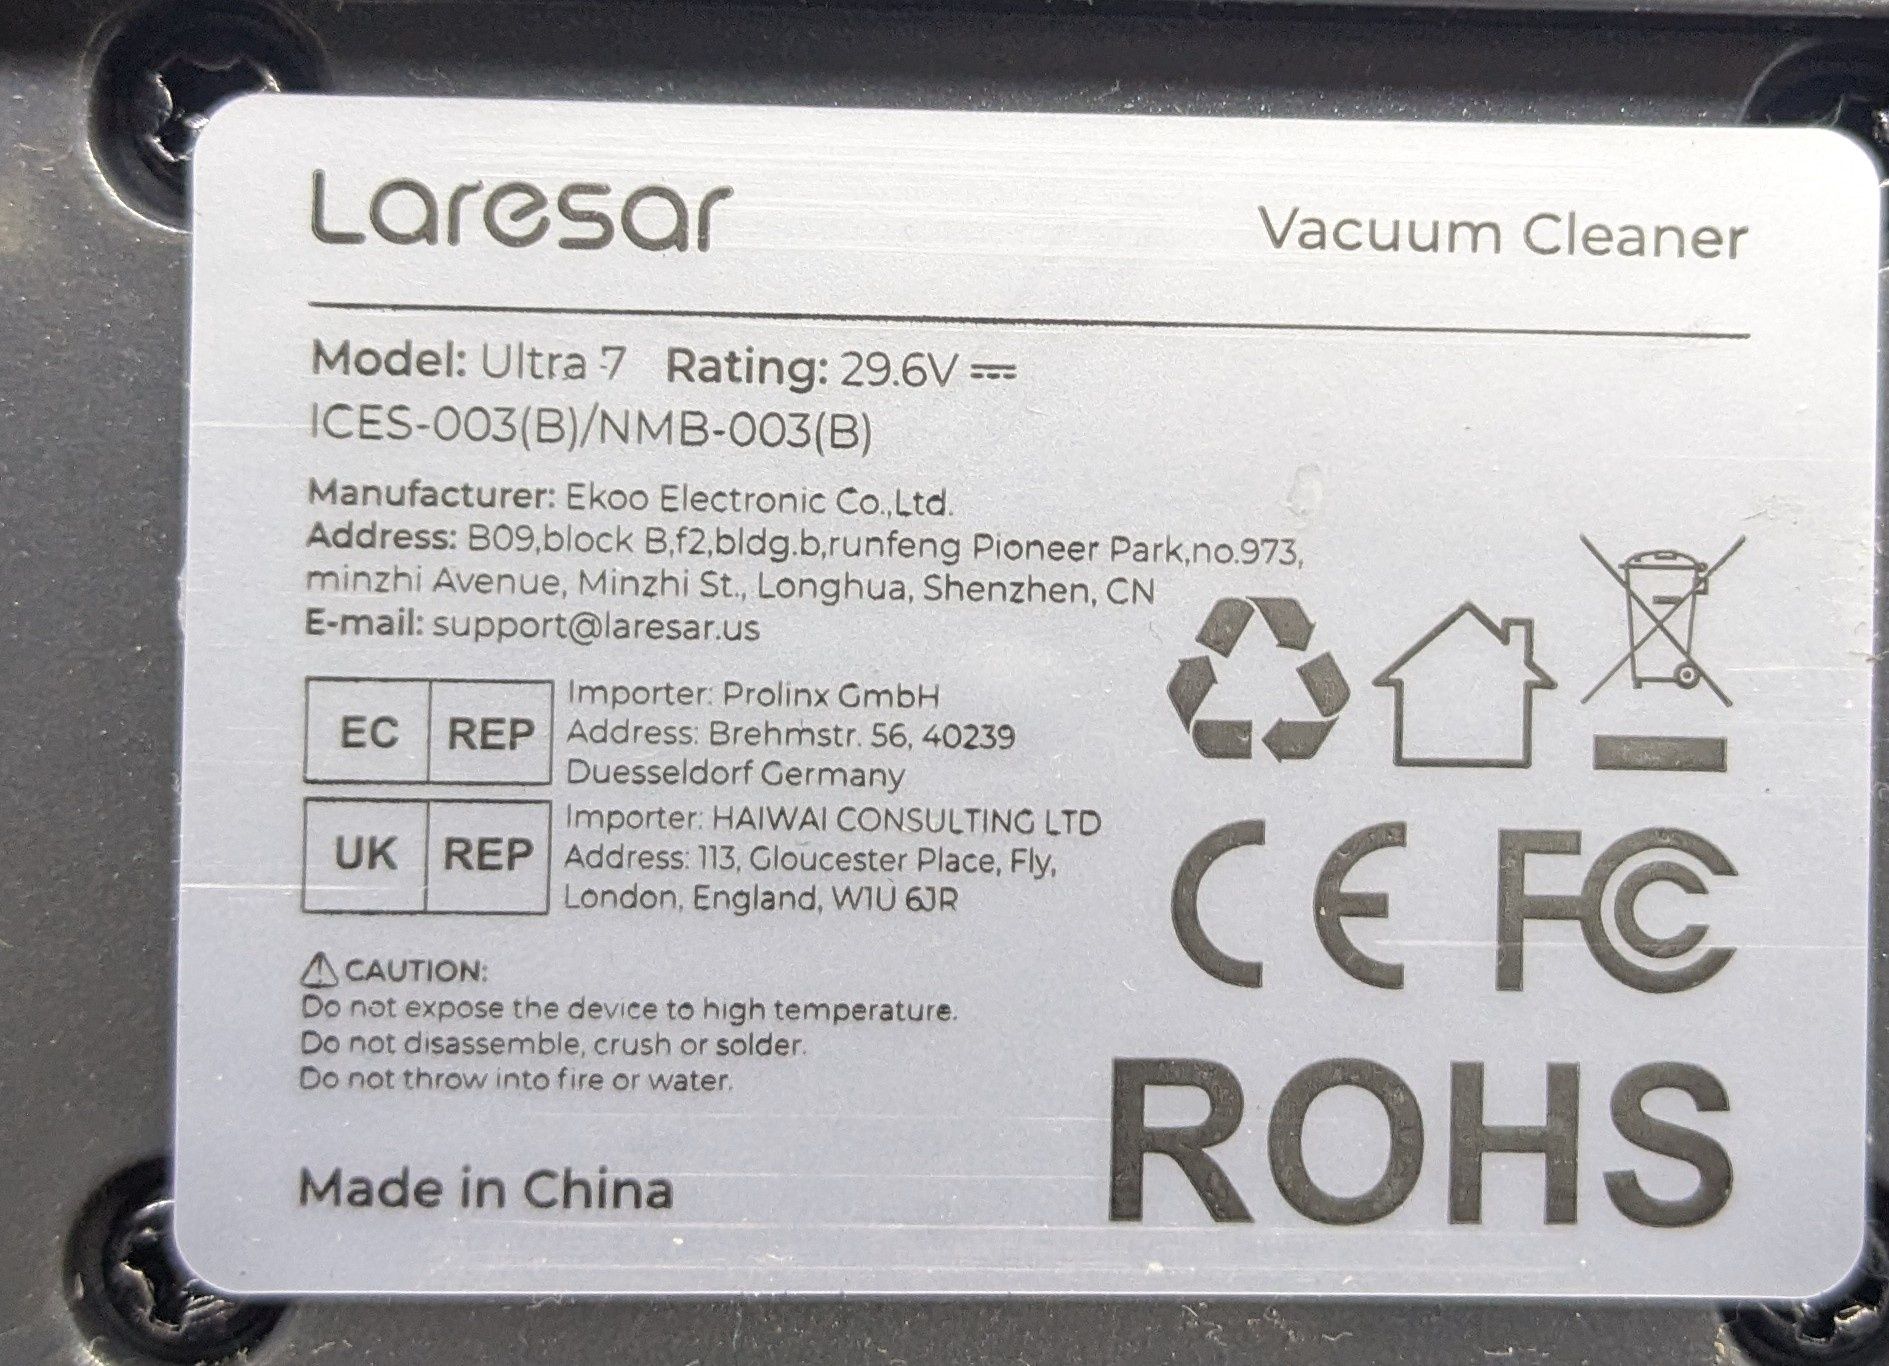 Laresar
Vacuum Cleaner
Model: Ultra 7 Rating: 29.6V ⎓
ICES-003(B)/NMB-003(B)
Manufacturer: Ekoo Electronic Co.,Ltd.
Address: B09,block B,f2,bldg.b,runfeng Pioneer Park,no.973,
minzhi Avenue, Minzhi St., Longhua, Shenzhen, CN
E-mail: support@laresar.us
EC REP
Importer: Prolinx GmbH
Address: Brehmstr. 56, 40239
Duesseldorf Germany
UK REP
Importer: HAIWAI CONSULTING LTD
Address: 113, Gloucester Place, Fly,
London, England, W1U 6JR
CE FC
⚠ CAUTION:
Do not expose the device to high temperature.
Do not disassemble, crush or solder.
Do not throw into fire or water.
ROHS
Made in China